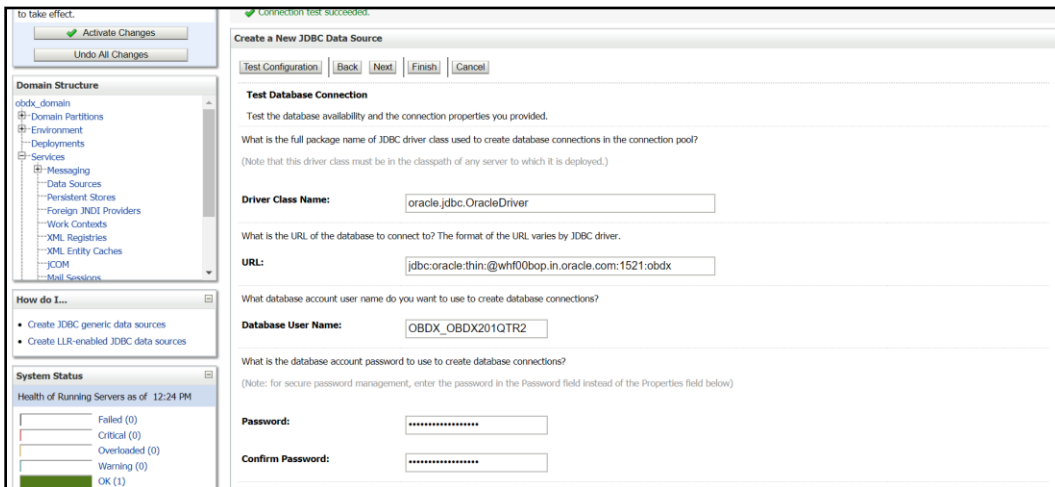 to take effect.
Activate Changes
Undo All Changes
Domain Structure
obdx_domain
Domain Partitions
Environment
Deployments
Services
Messaging
Data Sources
Persistent Stores
Foreign JNDI Providers
Work Contexts
XML Registries
XML Entity Caches
jCOM
Mail Sessions
How do I...
Create JDBC generic data sources
Create LLR-enabled JDBC data sources
System Status
Health of Running Servers as of 12:24 PM
Failed (0)
Critical (0)
Overloaded (0)
Warning (0)
OK (1)
Connection test succeeded.
Create a New JDBC Data Source
Test Configuration Back Next Finish Cancel
Test Database Connection
Test the database availability and the connection properties you provided.
What is the full package name of JDBC driver class used to create database connections in the connection pool?
(Note that this driver class must be in the classpath of any server to which it is deployed.)
Driver Class Name: oracle.jdbc.OracleDriver
What is the URL of the database to connect to? The format of the URL varies by JDBC driver.
URL: jdbc:oracle:thin:@whf00bop.in.oracle.com:1521:obdx
What database account user name do you want to use to create database connections?
Database User Name: OBDX_OBDX201QTR2
What is the database account password to use to create database connections?
(Note: for secure password management, enter the password in the Password field instead of the Properties field below)
Password: ••••••••••••••••••
Confirm Password: ••••••••••••••••••